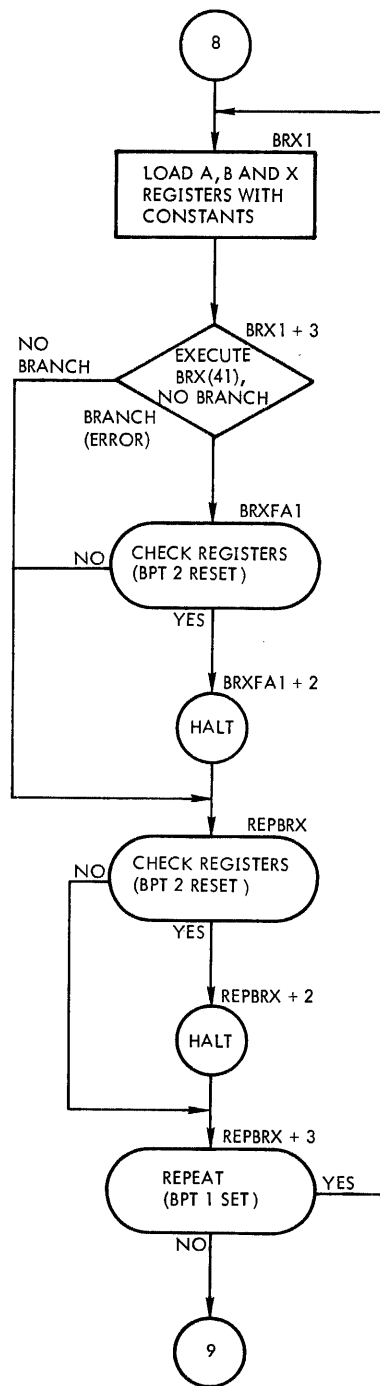 8
BRX1
LOAD A, B AND X
REGISTERS WITH
CONSTANTS
BRX1 + 3
NO
BRANCH
EXECUTE
BRX(41),
NO BRANCH
BRANCH
(ERROR)
BRXFA1
CHECK REGISTERS
(BPT 2 RESET)
NO
YES
BRXFA1 + 2
HALT
REPBRX
CHECK REGISTERS
(BPT 2 RESET)
NO
YES
REPBRX + 2
HALT
REPBRX + 3
REPEAT
(BPT 1 SET)
YES
NO
9